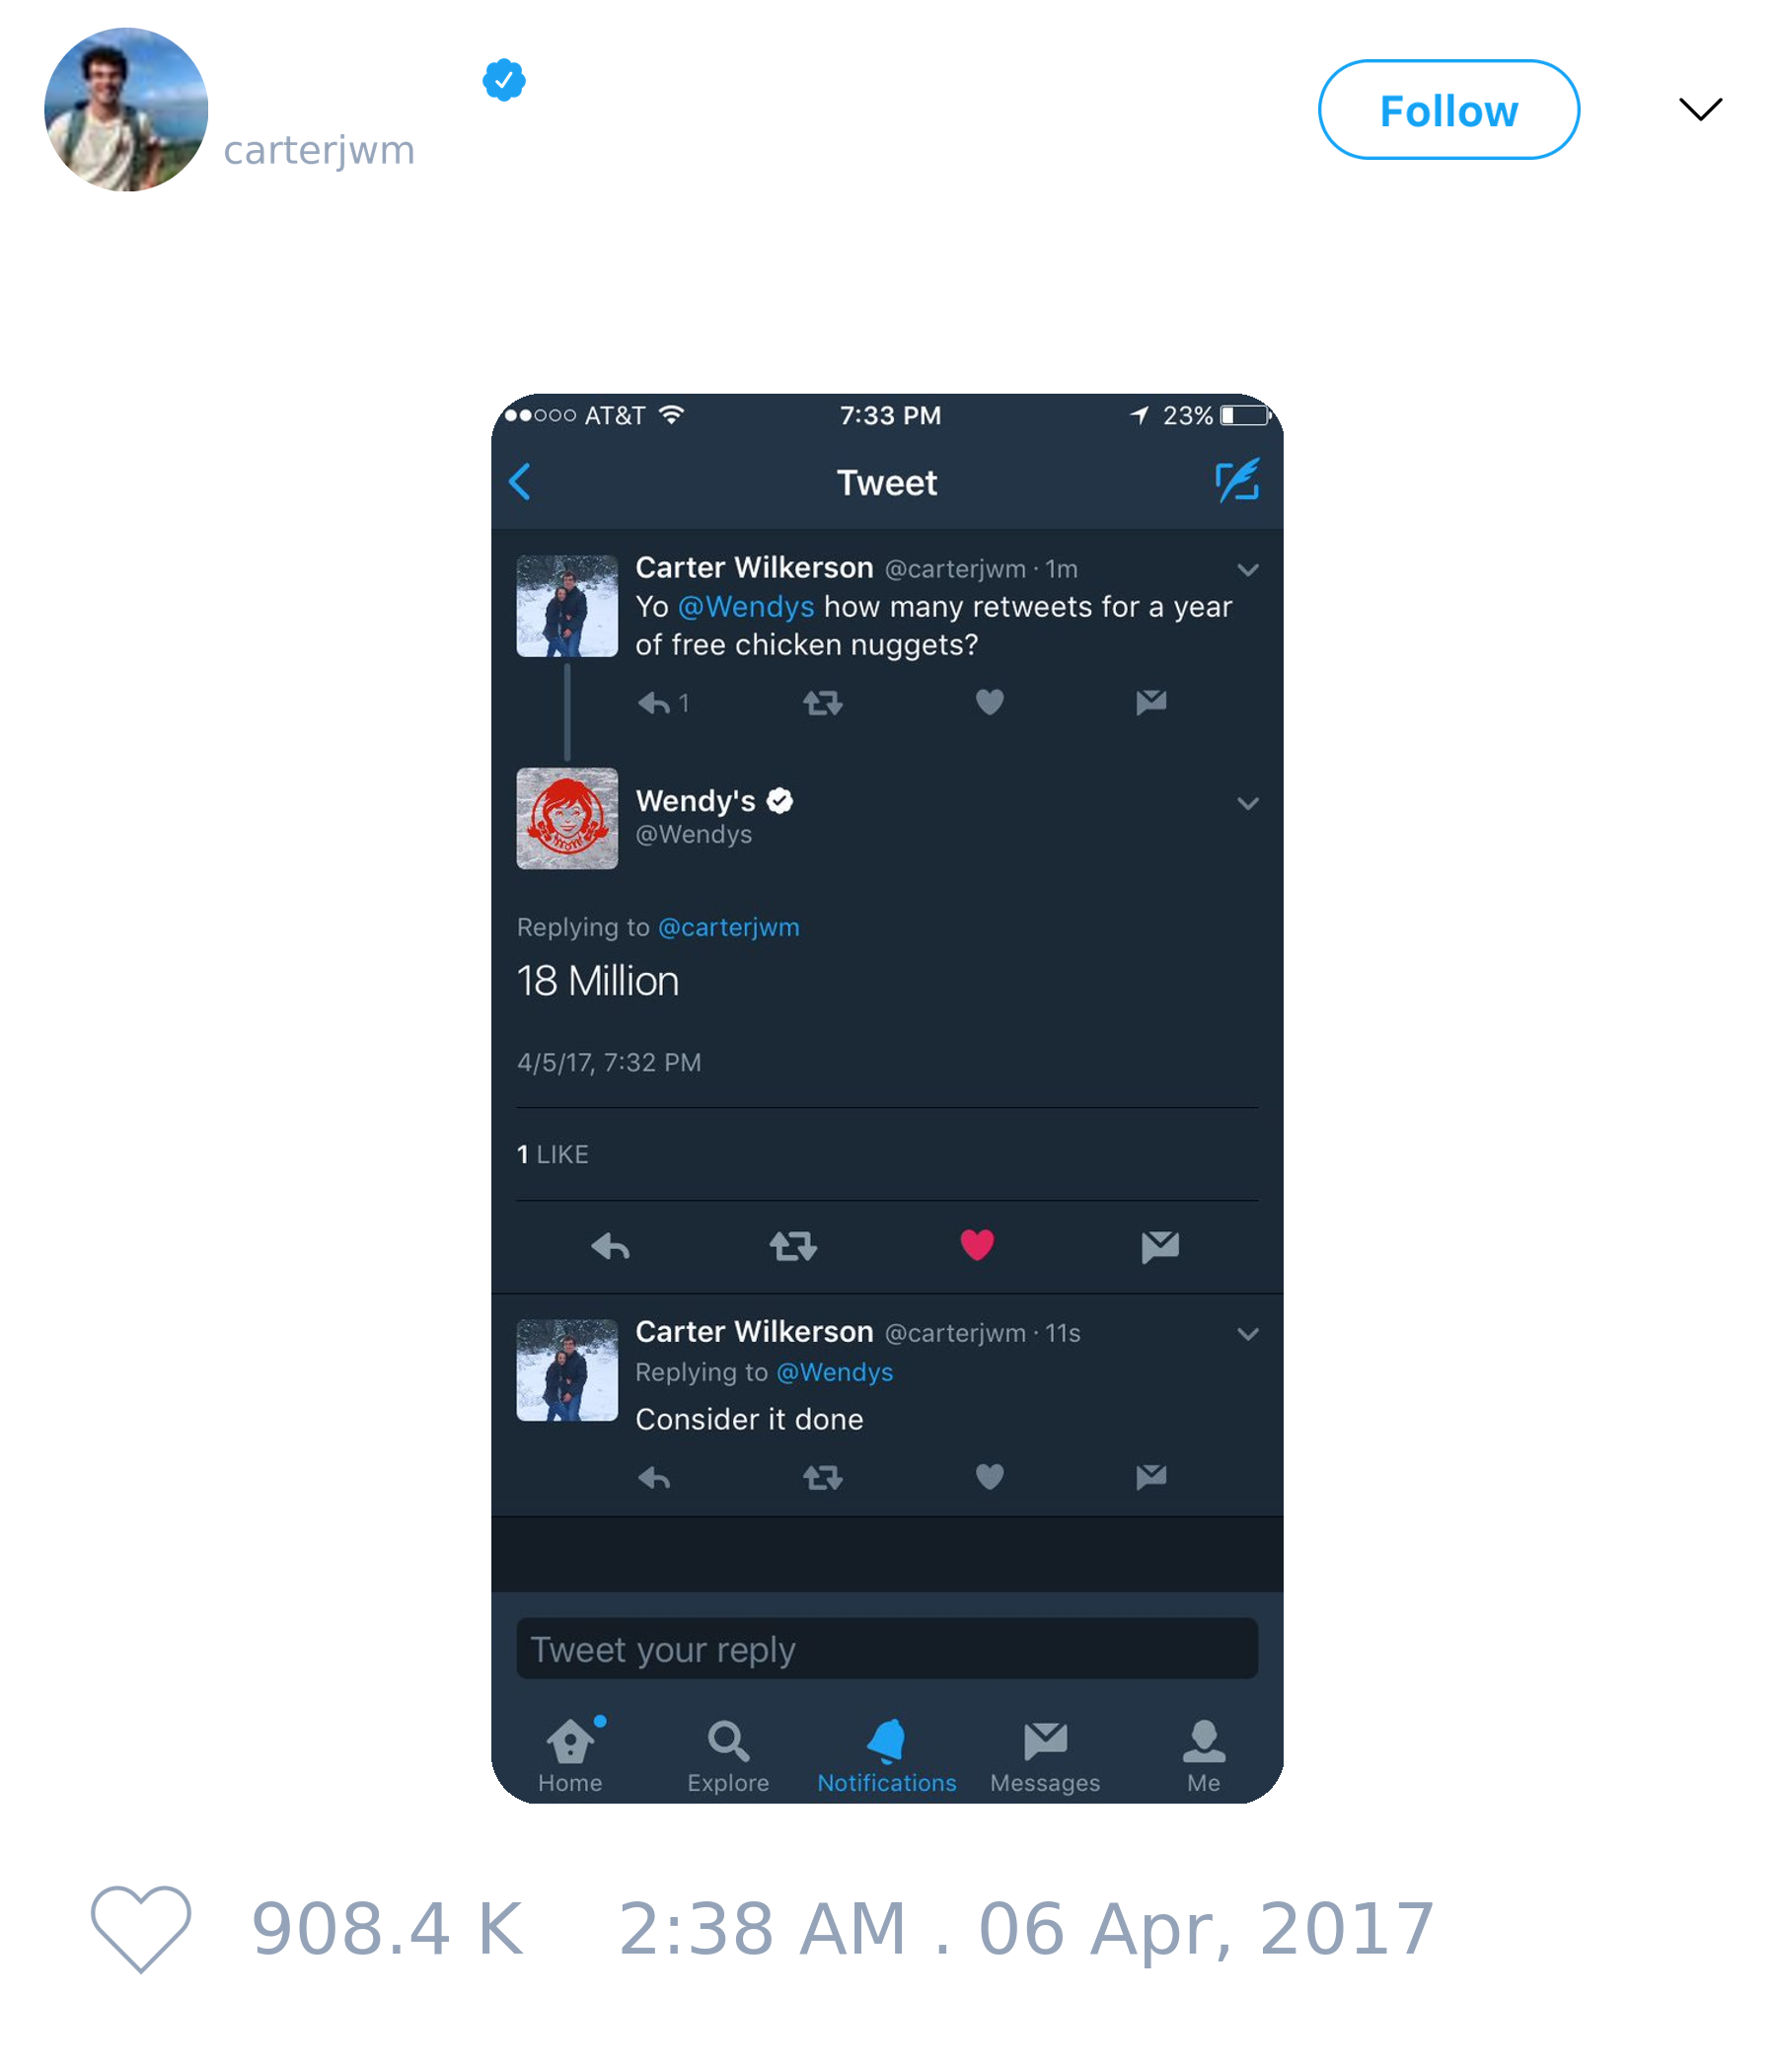 carterjwm
Follow
AT&T 7:33 PM 23%
Tweet
Carter Wilkerson @carterjwm · 1m
Yo @Wendys how many retweets for a year
of free chicken nuggets?
1
Wendy's
@Wendys
Replying to @carterjwm
18 Million
4/5/17, 7:32 PM
1 LIKE
Carter Wilkerson @carterjwm · 11s
Replying to @Wendys
Consider it done
Tweet your reply
Home Explore Notifications Messages Me
908.4 K 2:38 AM . 06 Apr, 2017